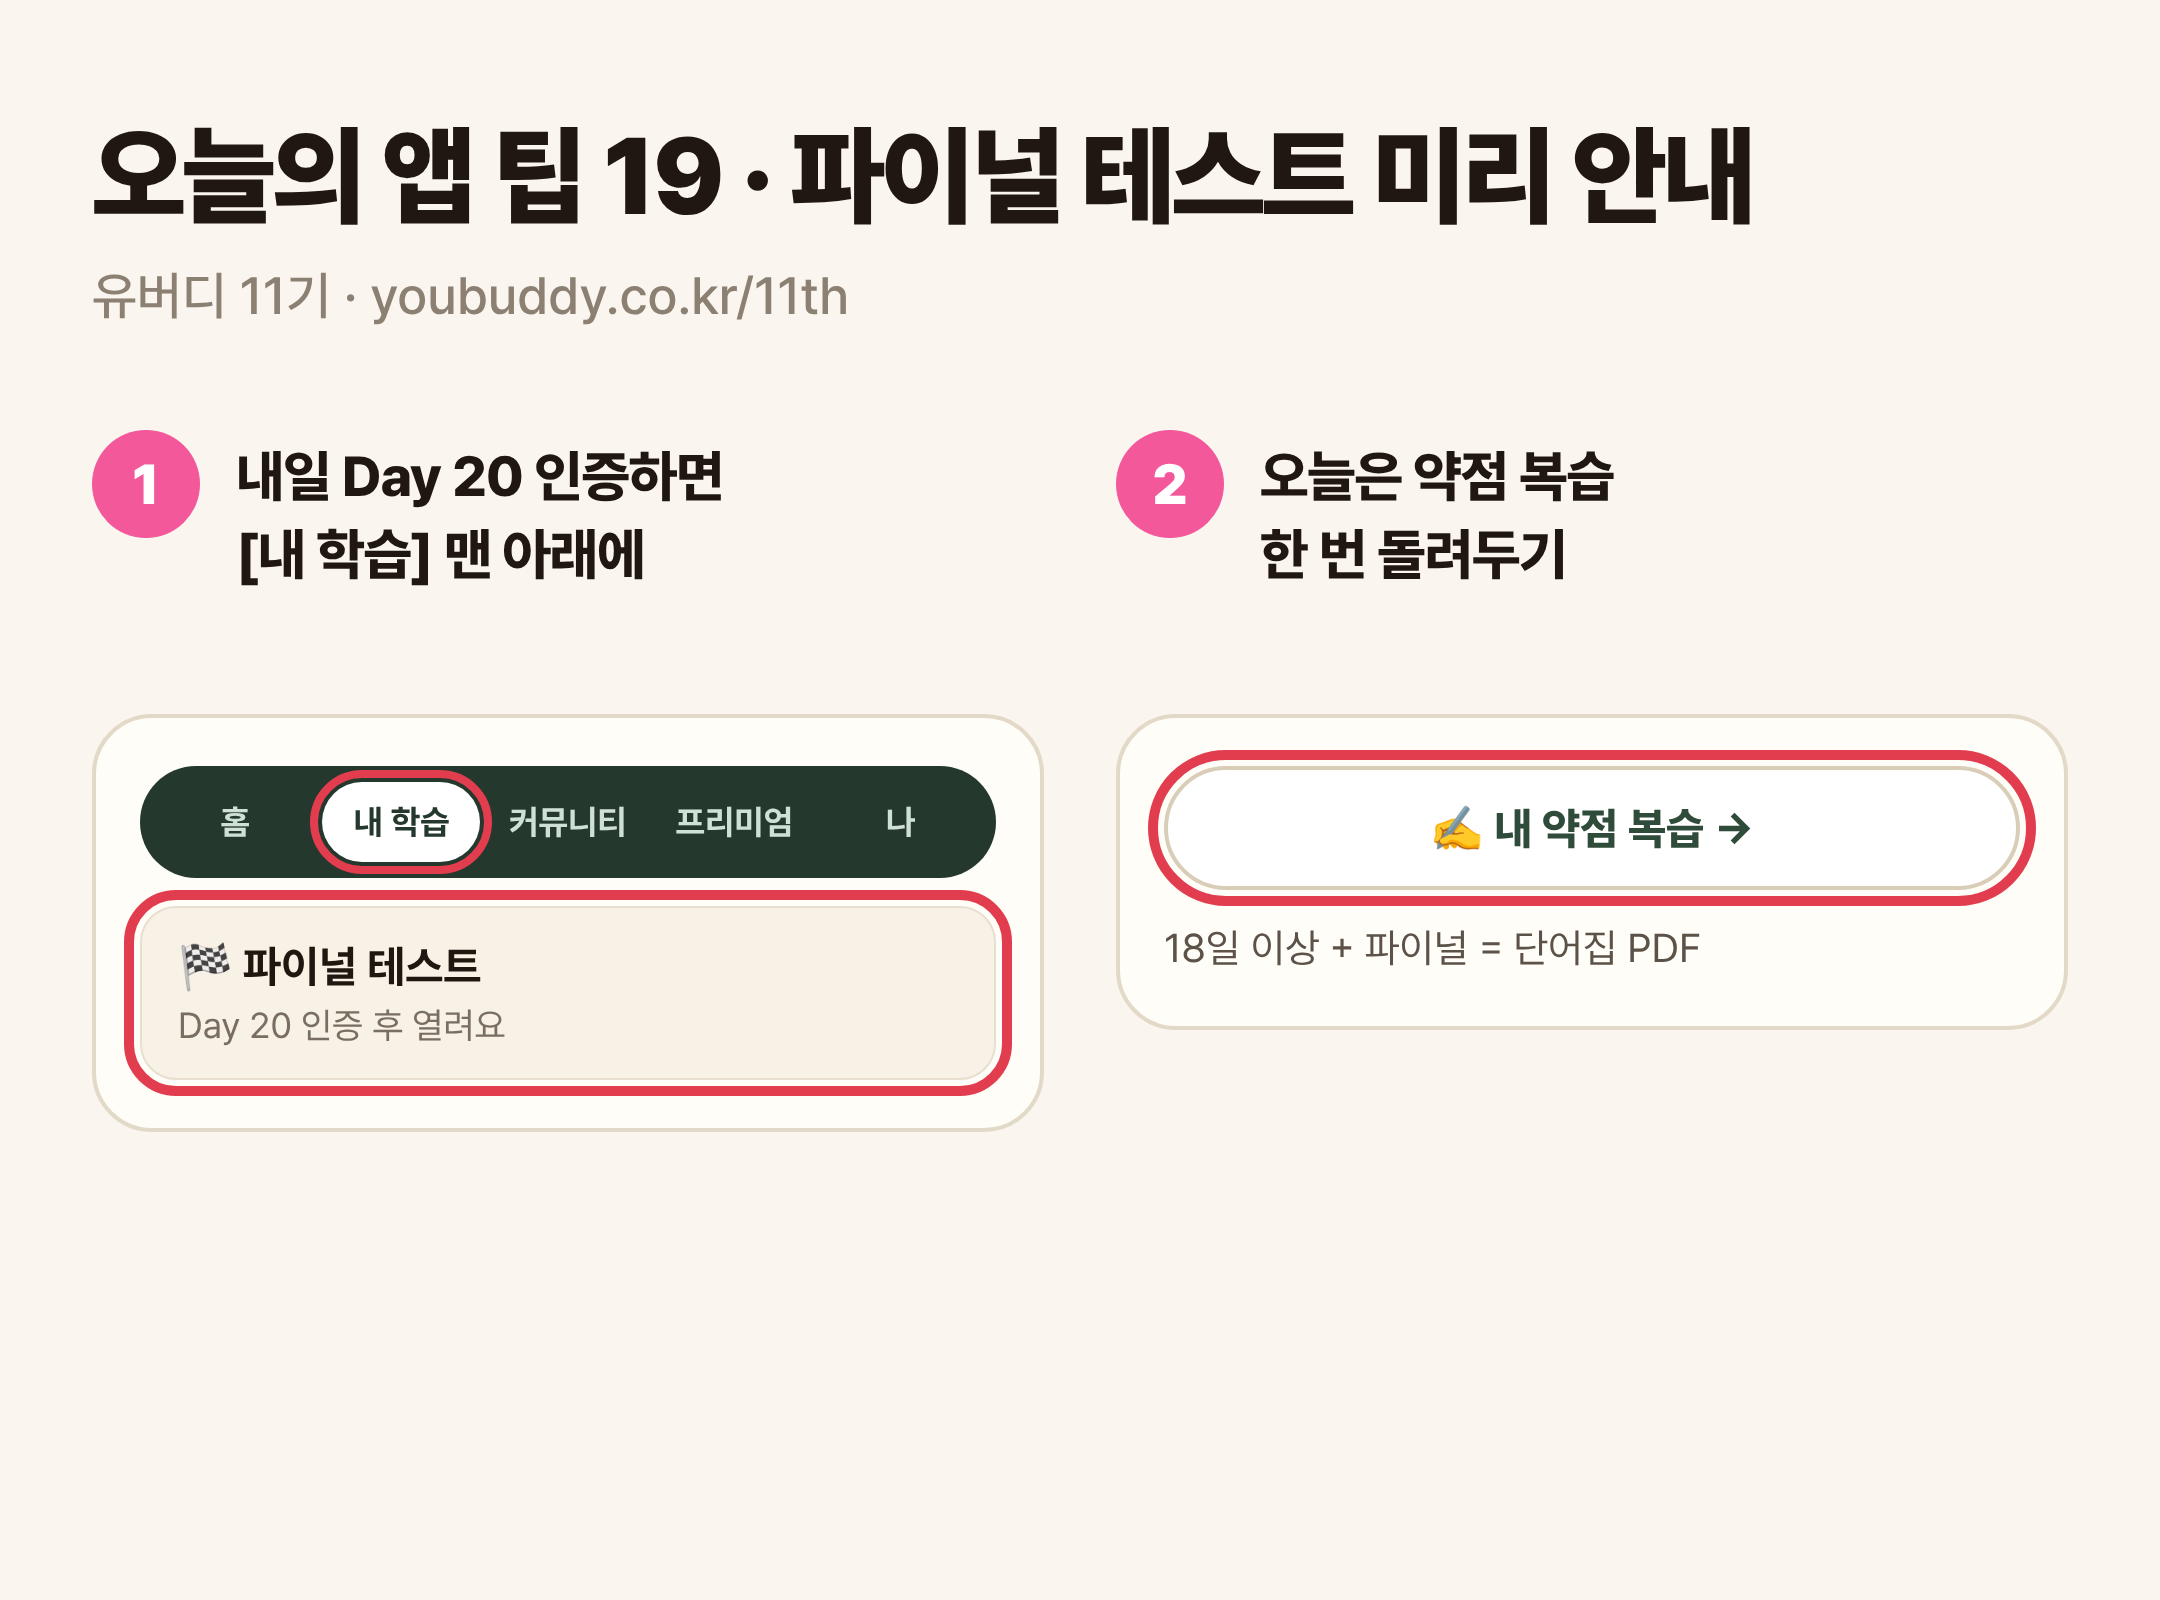 오늘의 앱 팁 19 · 파이널 테스트 미리 안내
유버디 11기 · youbuddy.co.kr/11th
1
내일 Day 20 인증하면
[내 학습] 맨 아래에
홈 내 학습 커뮤니티 프리미엄 나
🏁 파이널 테스트
Day 20 인증 후 열려요
2
오늘은 약점 복습
한 번 돌려두기
✍️ 내 약점 복습 →
18일 이상 + 파이널 = 단어집 PDF